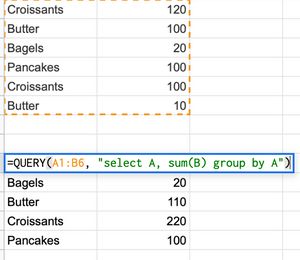 Croissants 120
Butter 100
Bagels 20
Pancakes 100
Croissants 100
Butter 10
=QUERY(A1:B6, "select A, sum(B) group by A")
Bagels 20
Butter 110
Croissants 220
Pancakes 100